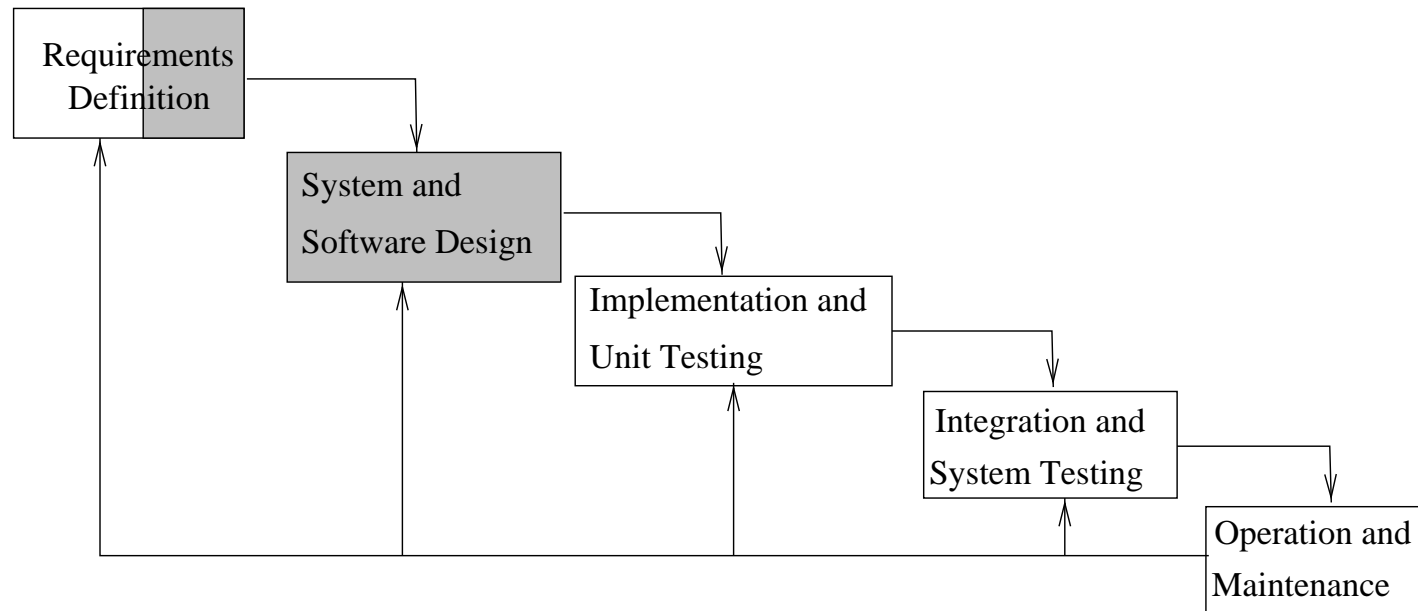 Requirements
Definition
System and
Software Design
Implementation and
Unit Testing
Integration and
System Testing
Operation and
Maintenance